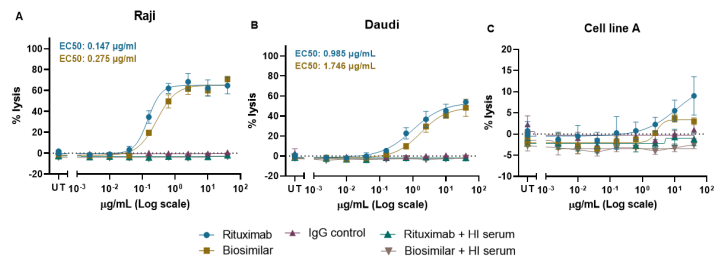 A
Raji
EC50: 0.147 µg/ml
EC50: 0.275 µg/ml
100
80
60
40
20
0
-20
% lysis
UT
10-3
10-2
10-1
100
101
102
µg/mL (Log scale)
B
Daudi
EC50: 0.985 µg/mL
EC50: 1.746 µg/mL
100
80
60
40
20
0
-20
% lysis
UT
10-3
10-2
10-1
100
101
102
µg/mL (Log scale)
C
Cell line A
20
15
10
5
0
-5
-10
% lysis
UT
10-3
10-2
10-1
100
101
102
µg/mL (Log scale)
Rituximab
IgG control
Rituximab + HI serum
Biosimilar
Biosimilar + HI serum